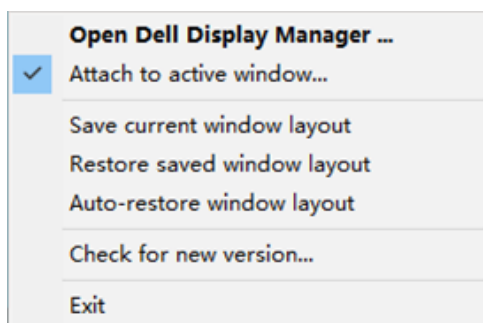 Open Dell Display Manager ...
Attach to active window...
Save current window layout
Restore saved window layout
Auto-restore window layout
Check for new version...
Exit